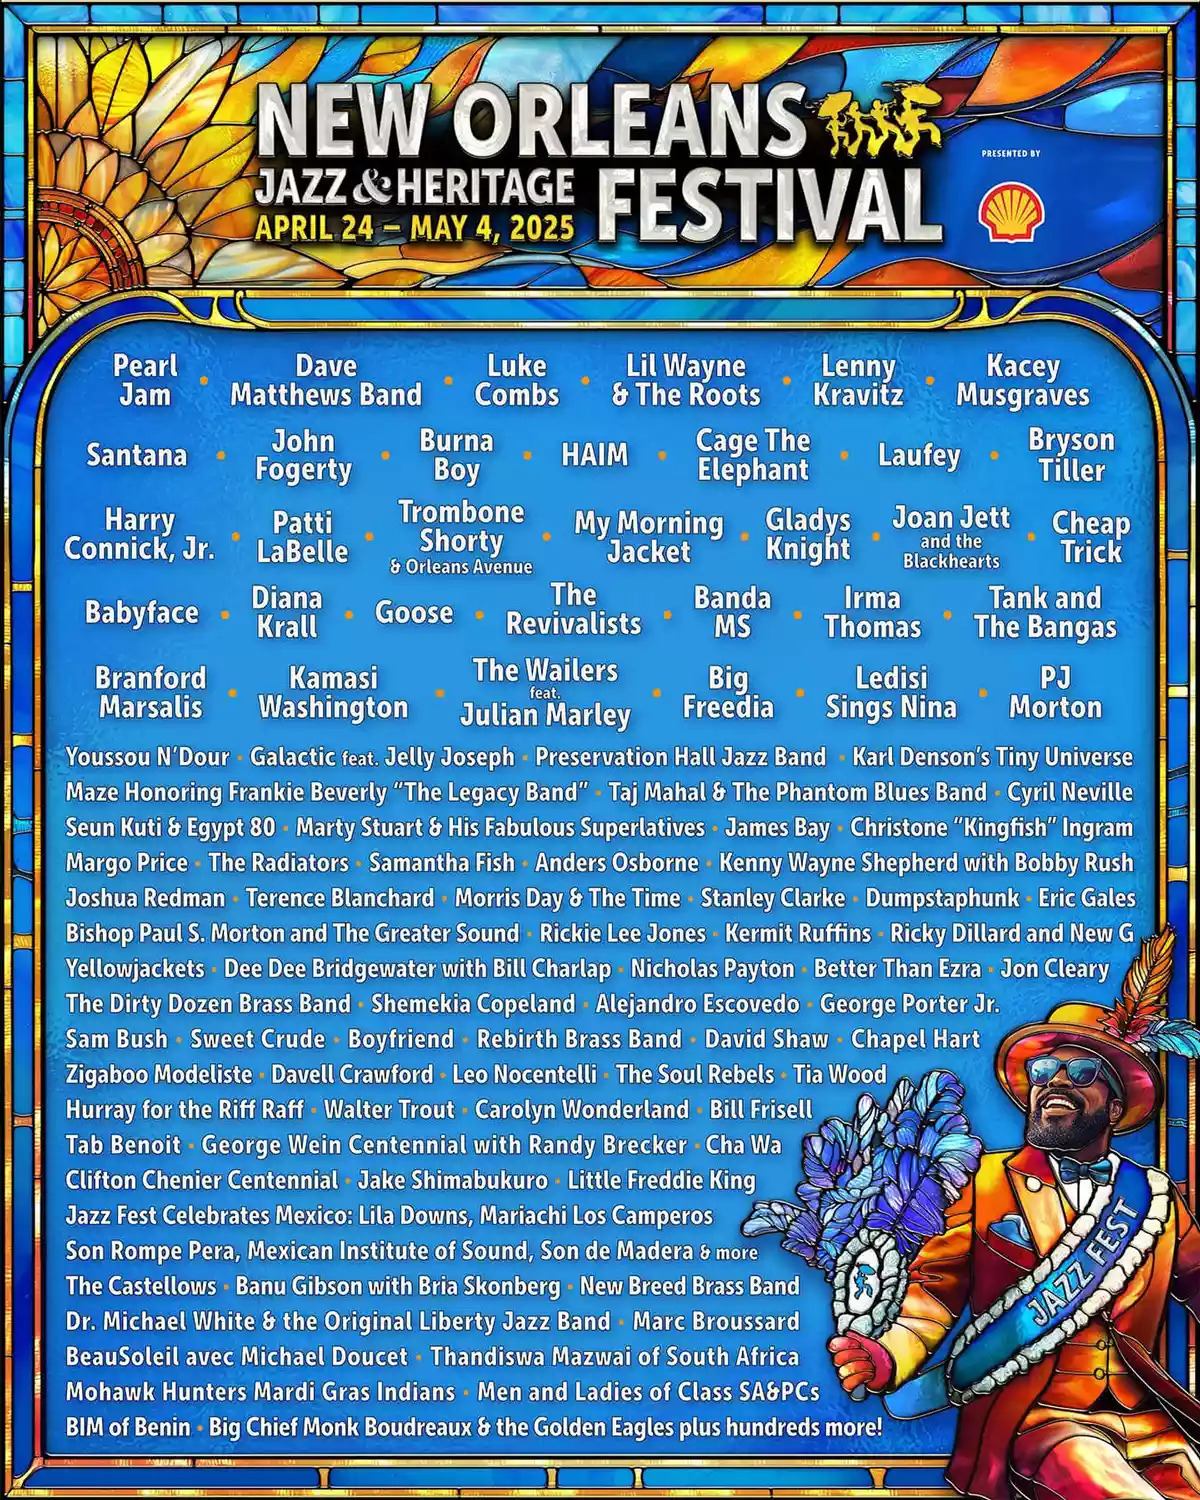 NEW ORLEANS
JAZZ & HERITAGE FESTIVAL
APRIL 24 – MAY 4, 2025
PRESENTED BY
Pearl Jam • Dave Matthews Band • Luke Combs • Lil Wayne & The Roots • Lenny Kravitz • Kacey Musgraves
Santana • John Fogerty • Burna Boy • HAIM • Cage The Elephant • Laufey • Bryson Tiller
Harry Connick, Jr. • Patti LaBelle • Trombone Shorty & Orleans Avenue • My Morning Jacket • Gladys Knight • Joan Jett and the Blackhearts • Cheap Trick
Babyface • Diana Krall • Goose • The Revivalists • Banda MS • Irma Thomas • Tank and The Bangas
Branford Marsalis • Kamasi Washington • The Wailers feat. Julian Marley • Big Freedia • Ledisi Sings Nina • PJ Morton
Youssou N'Dour • Galactic feat. Jelly Joseph • Preservation Hall Jazz Band • Karl Denson's Tiny Universe
Maze Honoring Frankie Beverly "The Legacy Band" • Taj Mahal & The Phantom Blues Band • Cyril Neville
Seun Kuti & Egypt 80 • Marty Stuart & His Fabulous Superlatives • James Bay • Christone "Kingfish" Ingram
Margo Price • The Radiators • Samantha Fish • Anders Osborne • Kenny Wayne Shepherd with Bobby Rush
Joshua Redman • Terence Blanchard • Morris Day & The Time • Stanley Clarke • Dumpstaphunk • Eric Gales
Bishop Paul S. Morton and The Greater Sound • Rickie Lee Jones • Kermit Ruffins • Ricky Dillard and New G
Yellowjackets • Dee Dee Bridgewater with Bill Charlap • Nicholas Payton • Better Than Ezra • Jon Cleary
The Dirty Dozen Brass Band • Shemekia Copeland • Alejandro Escovedo • George Porter Jr.
Sam Bush • Sweet Crude • Boyfriend • Rebirth Brass Band • David Shaw • Chapel Hart
Zigaboo Modeliste • Davell Crawford • Leo Nocentelli • The Soul Rebels • Tia Wood
Hurray for the Riff Raff • Walter Trout • Carolyn Wonderland • Bill Frisell
Tab Benoit • George Wein Centennial with Randy Brecker • Cha Wa
Clifton Chenier Centennial • Jake Shimabukuro • Little Freddie King
Jazz Fest Celebrates Mexico: Lila Downs, Mariachi Los Camperos
Son Rompe Pera, Mexican Institute of Sound, Son de Madera & more
The Castellows • Banu Gibson with Bria Skonberg • New Breed Brass Band
Dr. Michael White & the Original Liberty Jazz Band • Marc Broussard
BeauSoleil avec Michael Doucet • Thandiswa Mazwai of South Africa
Mohawk Hunters Mardi Gras Indians • Men and Ladies of Class SA&PCs
BIM of Benin • Big Chief Monk Boudreaux & the Golden Eagles plus hundreds more!
JAZZ FEST